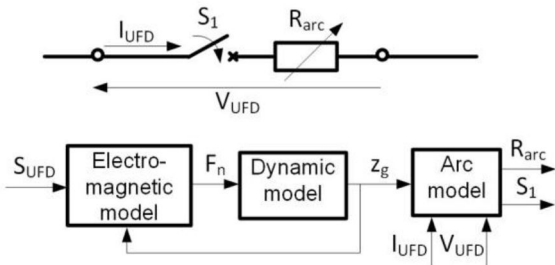 I_UFD S_1 R_arc
V_UFD
S_UFD
Electro-
magnetic
model
F_n
Dynamic
model
z_g
Arc
model
R_arc
S_1
I_UFD V_UFD